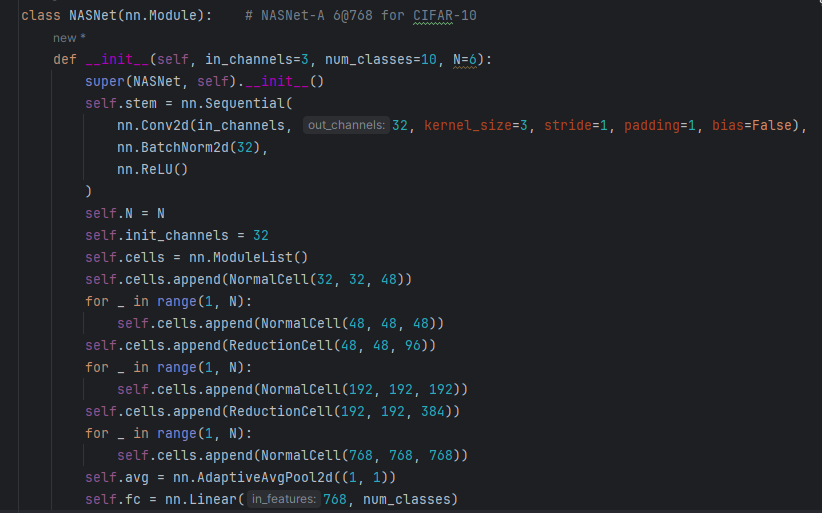 class NASNet(nn.Module):    # NASNet-A 6@768 for CIFAR-10
new *
    def __init__(self, in_channels=3, num_classes=10, N=6):
        super(NASNet, self).__init__()
        self.stem = nn.Sequential(
            nn.Conv2d(in_channels, out_channels: 32, kernel_size=3, stride=1, padding=1, bias=False),
            nn.BatchNorm2d(32),
            nn.ReLU()
        )
        self.N = N
        self.init_channels = 32
        self.cells = nn.ModuleList()
        self.cells.append(NormalCell(32, 32, 48))
        for _ in range(1, N):
            self.cells.append(NormalCell(48, 48, 48))
        self.cells.append(ReductionCell(48, 48, 96))
        for _ in range(1, N):
            self.cells.append(NormalCell(192, 192, 192))
        self.cells.append(ReductionCell(192, 192, 384))
        for _ in range(1, N):
            self.cells.append(NormalCell(768, 768, 768))
        self.avg = nn.AdaptiveAvgPool2d((1, 1))
        self.fc = nn.Linear( in_features: 768, num_classes)